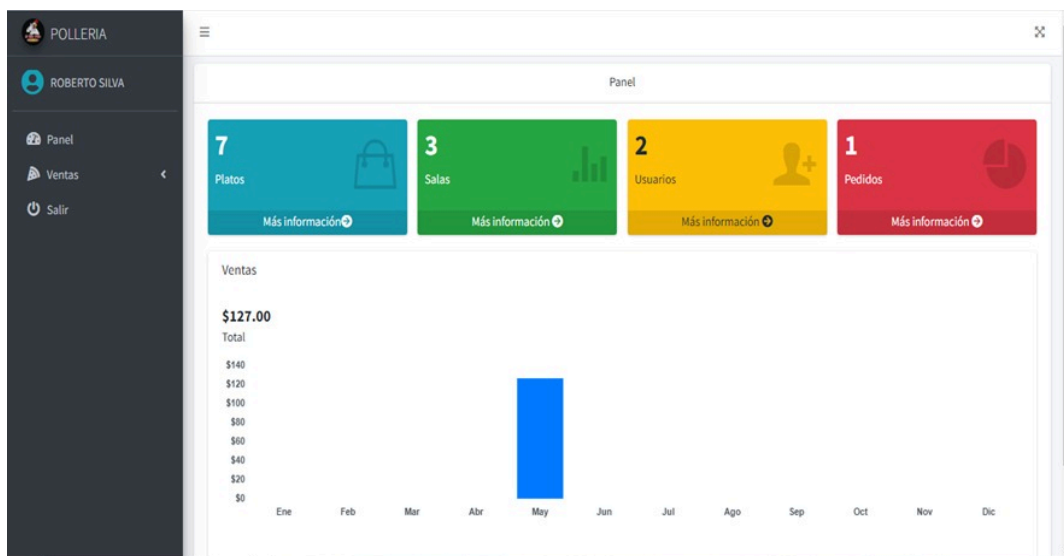 POLLERIA
ROBERTO SILVA
Panel
Ventas
Salir
Panel
7
Platos
Más información
3
Salas
Más información
2
Usuarios
Más información
1
Pedidos
Más información
Ventas
$127.00
Total
$140
$120
$100
$80
$60
$40
$20
$0
Ene Feb Mar Abr May Jun Jul Ago Sep Oct Nov Dic